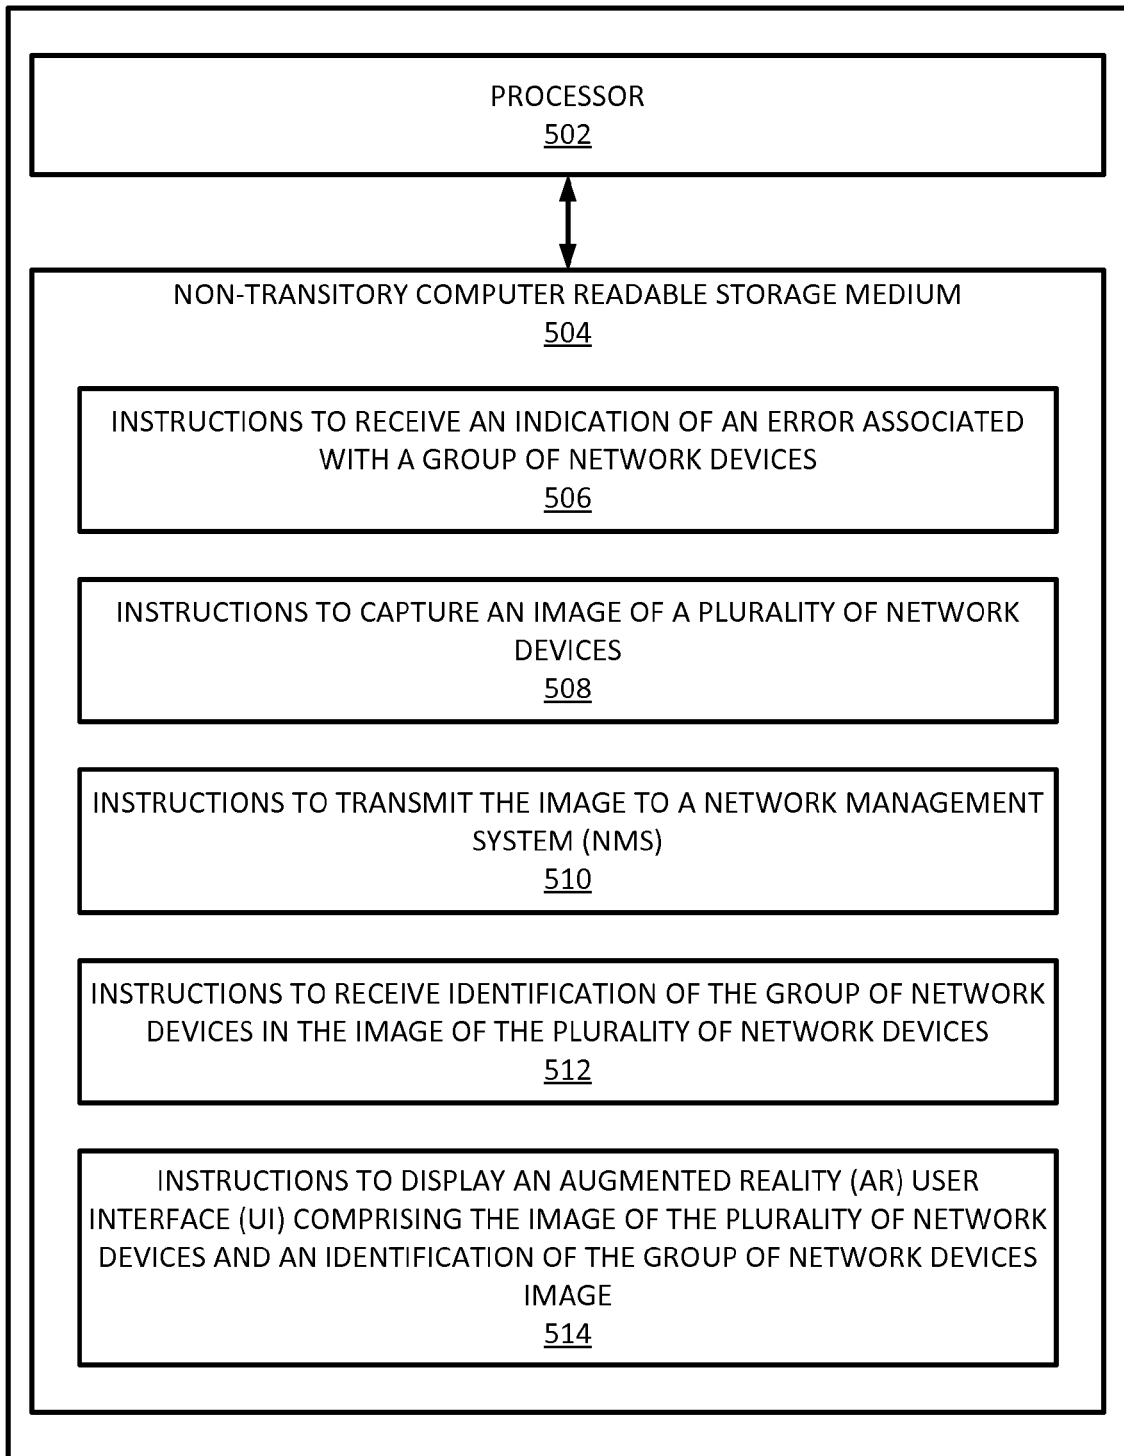 PROCESSOR
502
NON-TRANSITORY COMPUTER READABLE STORAGE MEDIUM
504
INSTRUCTIONS TO RECEIVE AN INDICATION OF AN ERROR ASSOCIATED
WITH A GROUP OF NETWORK DEVICES
506
INSTRUCTIONS TO CAPTURE AN IMAGE OF A PLURALITY OF NETWORK
DEVICES
508
INSTRUCTIONS TO TRANSMIT THE IMAGE TO A NETWORK MANAGEMENT
SYSTEM (NMS)
510
INSTRUCTIONS TO RECEIVE IDENTIFICATION OF THE GROUP OF NETWORK
DEVICES IN THE IMAGE OF THE PLURALITY OF NETWORK DEVICES
512
INSTRUCTIONS TO DISPLAY AN AUGMENTED REALITY (AR) USER
INTERFACE (UI) COMPRISING THE IMAGE OF THE PLURALITY OF NETWORK
DEVICES AND AN IDENTIFICATION OF THE GROUP OF NETWORK DEVICES
IMAGE
514